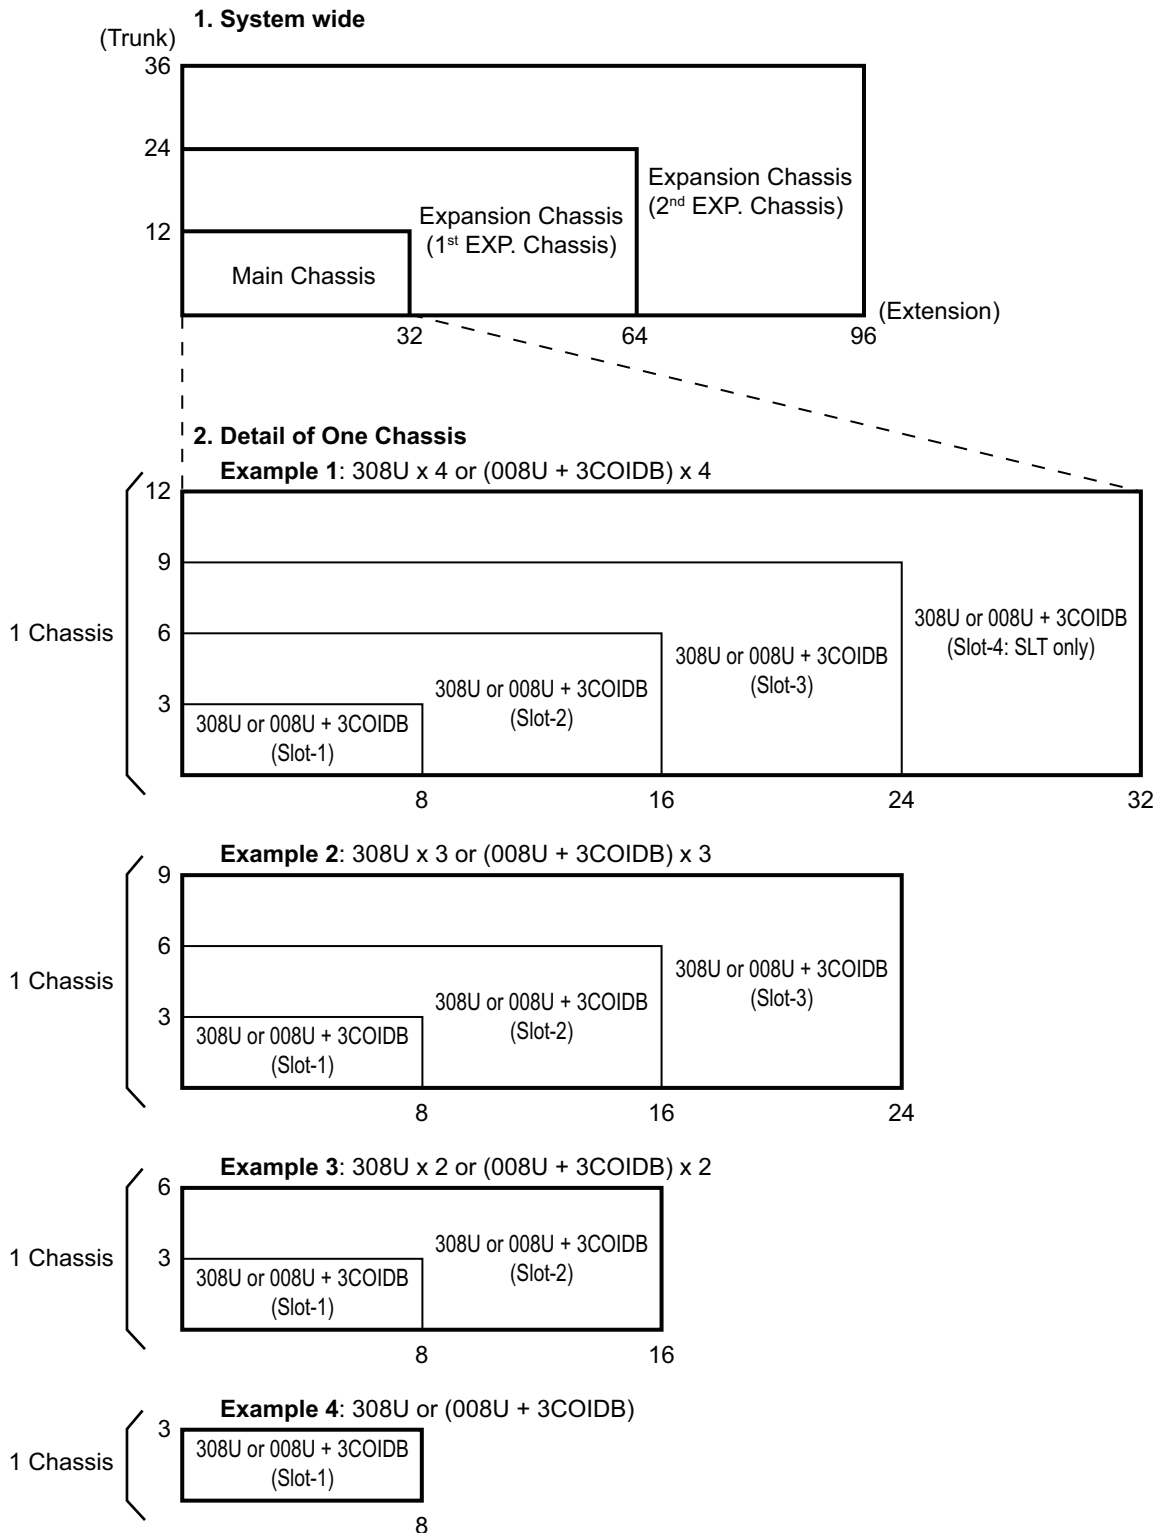 1. System wide
(Trunk)
36
24
12
Main Chassis
Expansion Chassis
(1st EXP. Chassis)
Expansion Chassis
(2nd EXP. Chassis)
32
64
96
(Extension)
2. Detail of One Chassis
Example 1: 308U x 4 or (008U + 3COIDB) x 4
1 Chassis
12
9
6
3
308U or 008U + 3COIDB
(Slot-1)
308U or 008U + 3COIDB
(Slot-2)
308U or 008U + 3COIDB
(Slot-3)
308U or 008U + 3COIDB
(Slot-4: SLT only)
8
16
24
32
Example 2: 308U x 3 or (008U + 3COIDB) x 3
1 Chassis
9
6
3
308U or 008U + 3COIDB
(Slot-1)
308U or 008U + 3COIDB
(Slot-2)
308U or 008U + 3COIDB
(Slot-3)
8
16
24
Example 3: 308U x 2 or (008U + 3COIDB) x 2
1 Chassis
6
3
308U or 008U + 3COIDB
(Slot-1)
308U or 008U + 3COIDB
(Slot-2)
8
16
Example 4: 308U or (008U + 3COIDB)
1 Chassis
3
308U or 008U + 3COIDB
(Slot-1)
8